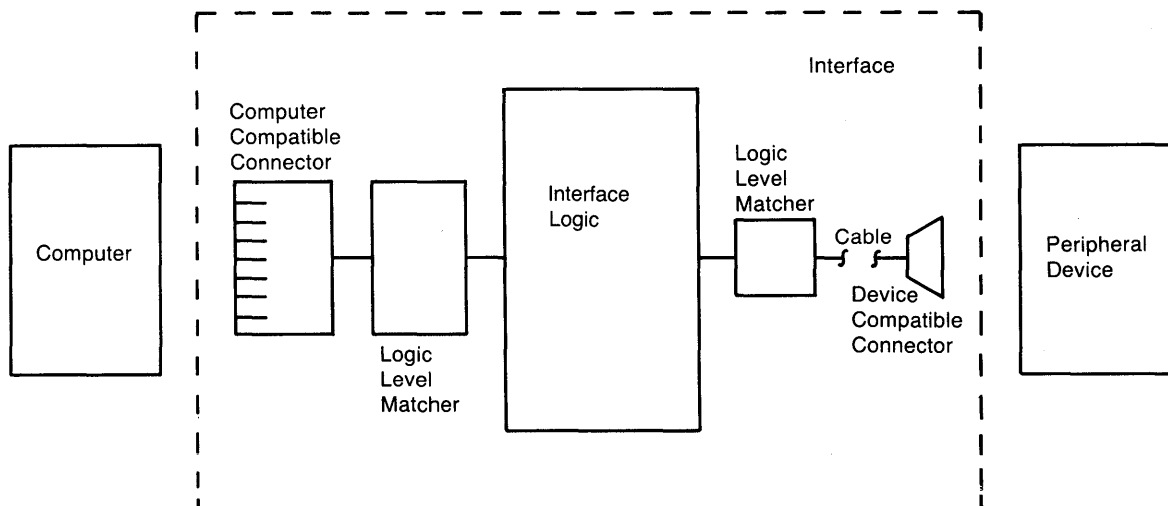 Interface
Computer
Compatible
Connector
Logic
Level
Matcher
Interface
Logic
Computer
Cable
Peripheral
Device
Device
Compatible
Connector
Logic
Level
Matcher